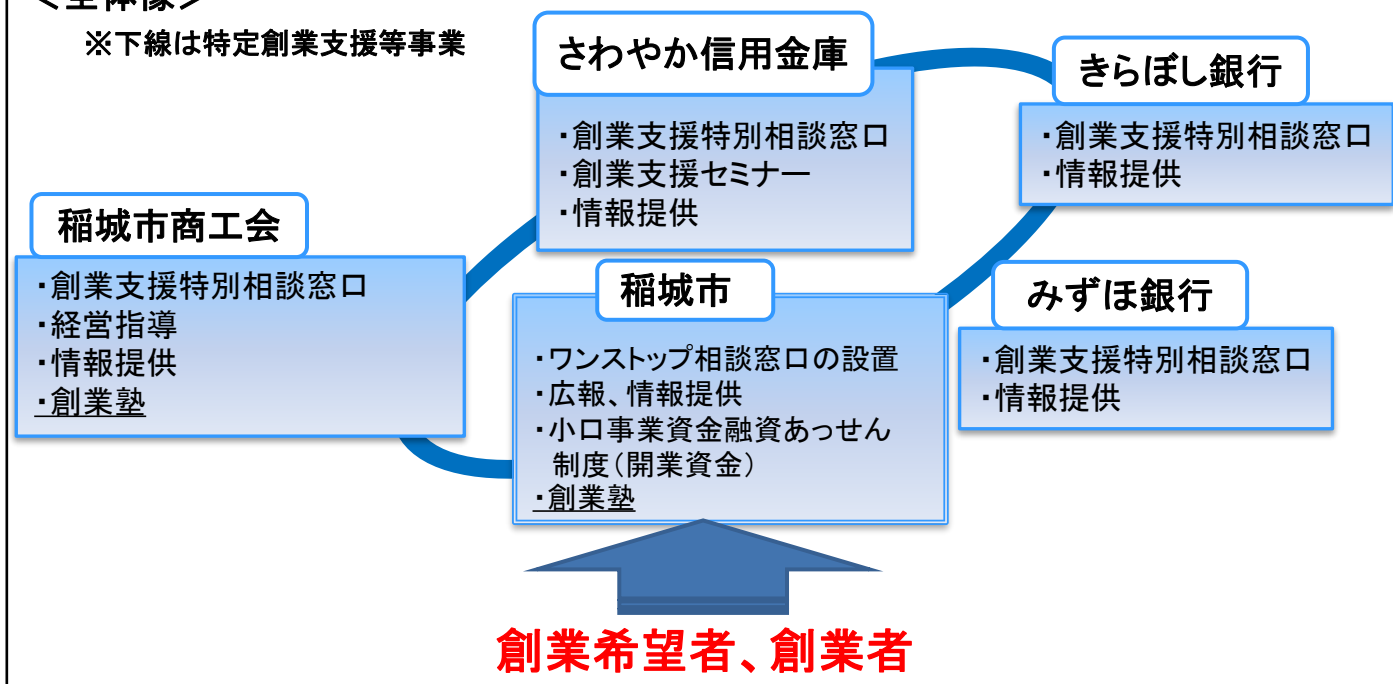 ＜全体像＞
※下線は特定創業支援等事業
さわやか信用金庫
・創業支援特別相談窓口
・創業支援セミナー
・情報提供
きらぼし銀行
・創業支援特別相談窓口
・情報提供
稲城市商工会
・創業支援特別相談窓口
・経営指導
・情報提供
・創業塾
稲城市
・ワンストップ相談窓口の設置
・広報、情報提供
・小口事業資金融資あっせん
制度(開業資金)
・創業塾
みずほ銀行
・創業支援特別相談窓口
・情報提供
創業希望者、創業者